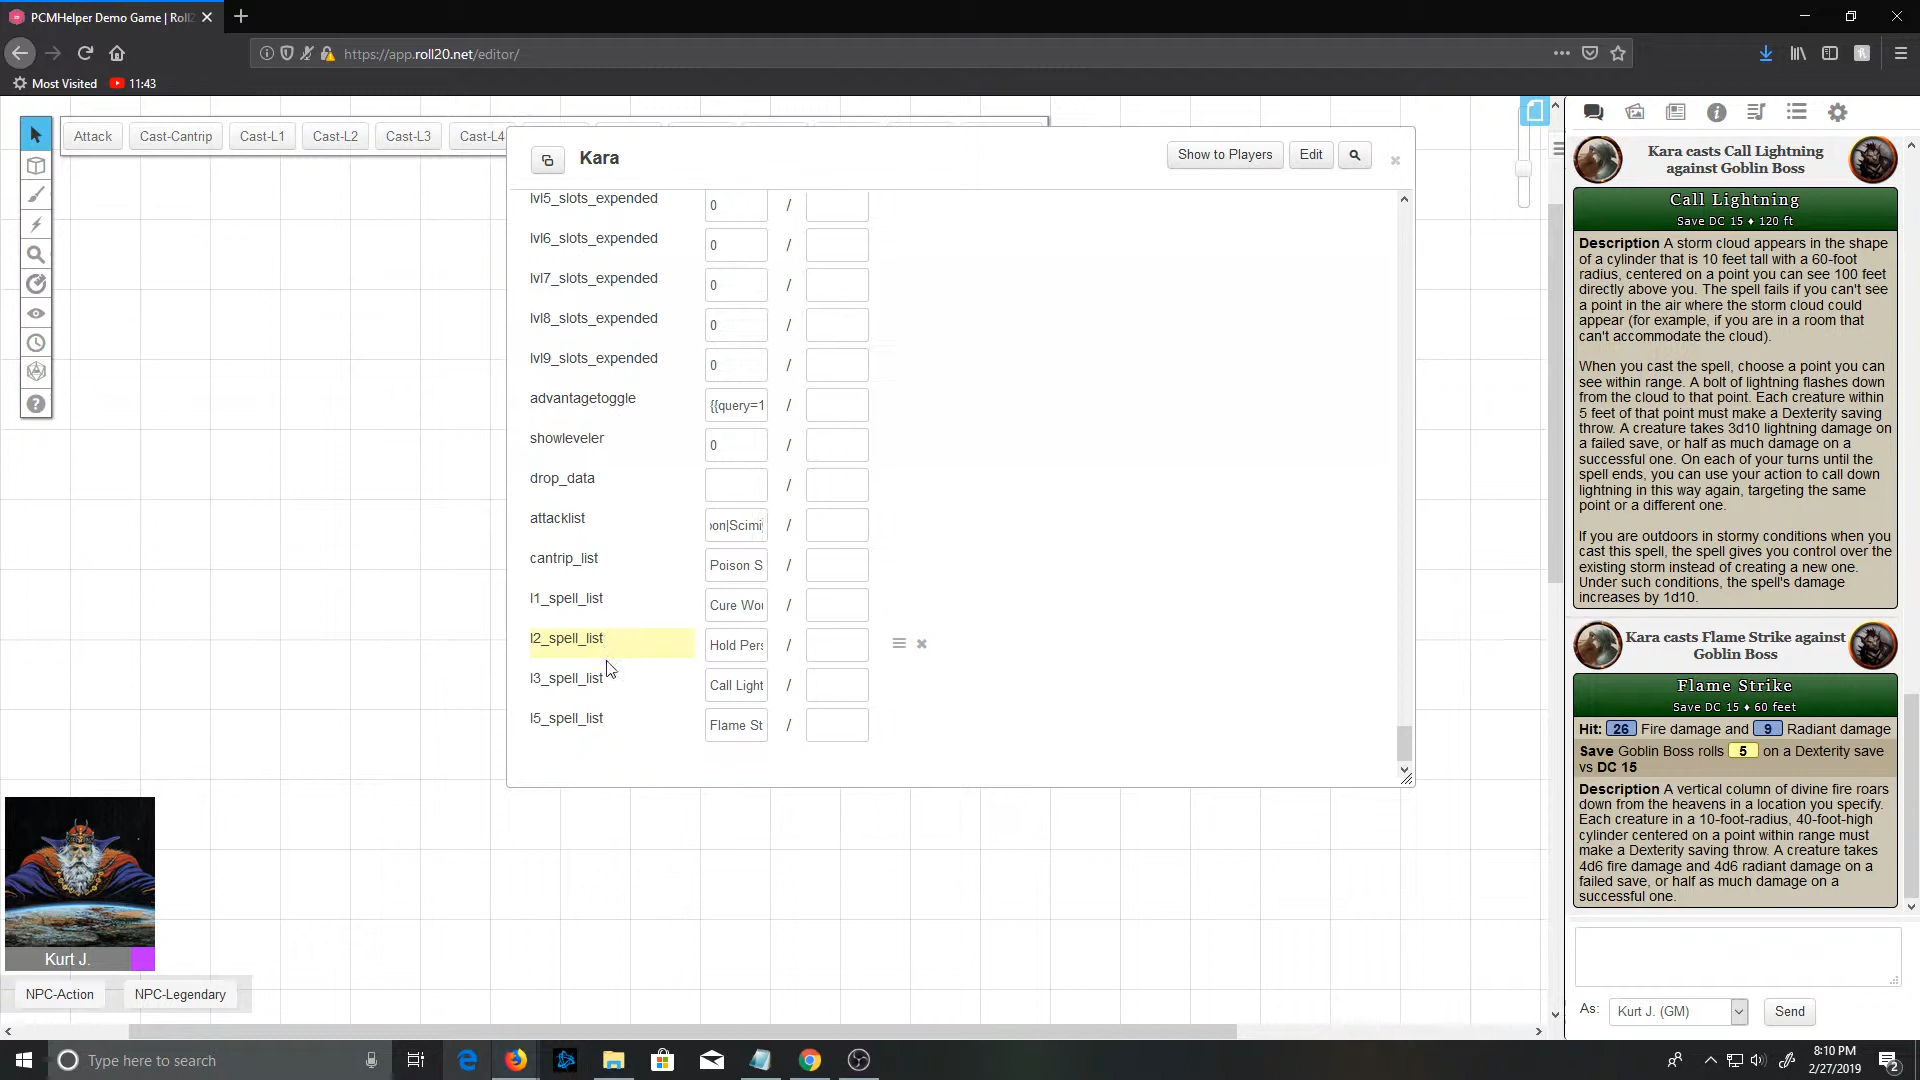 PCMHelper Demo Game | Roll2
https://app.roll20.net/editor/
Most Visited
11:43
Attack
Cast-Cantrip
Cast-L1
Cast-L2
Cast-L3
Cast-L4
Kara
Show to Players
Edit
lvl5_slots_expended
0
/
lvl6_slots_expended
0
/
lvl7_slots_expended
0
/
lvl8_slots_expended
0
/
lvl9_slots_expended
0
/
advantagetoggle
{{query=1
/
showleveler
0
/
drop_data
/
attacklist
on|Scimi
/
cantrip_list
Poison S
/
l1_spell_list
Cure Wou
/
l2_spell_list
Hold Pers
/
l3_spell_list
Call Light
/
l5_spell_list
Flame St
/
Kara casts Call Lightning
against Goblin Boss
Call Lightning
Save DC 15 ♦ 120 ft
Description A storm cloud appears in the shape
of a cylinder that is 10 feet tall with a 60-foot
radius, centered on a point you can see 100 feet
directly above you. The spell fails if you can't see
a point in the air where the storm cloud could
appear (for example, if you are in a room that
can't accommodate the cloud).
When you cast the spell, choose a point you can
see within range. A bolt of lightning flashes down
from the cloud to that point. Each creature within
5 feet of that point must make a Dexterity saving
throw. A creature takes 3d10 lightning damage on
a failed save, or half as much damage on a
successful one. On each of your turns until the
spell ends, you can use your action to call down
lightning in this way again, targeting the same
point or a different one.
If you are outdoors in stormy conditions when you
cast this spell, the spell gives you control over the
existing storm instead of creating a new one.
Under such conditions, the spell's damage
increases by 1d10.
Kara casts Flame Strike against
Goblin Boss
Flame Strike
Save DC 15 ♦ 60 feet
Hit: 26 Fire damage and 9 Radiant damage
Save Goblin Boss rolls 5 on a Dexterity save
vs DC 15
Description A vertical column of divine fire roars
down from the heavens in a location you specify.
Each creature in a 10-foot-radius, 40-foot-high
cylinder centered on a point within range must
make a Dexterity saving throw. A creature takes
4d6 fire damage and 4d6 radiant damage on a
failed save, or half as much damage on a
successful one.
As:
Kurt J. (GM)
Send
Kurt J.
NPC-Action
NPC-Legendary
Type here to search
8:10 PM
2/27/2019
2